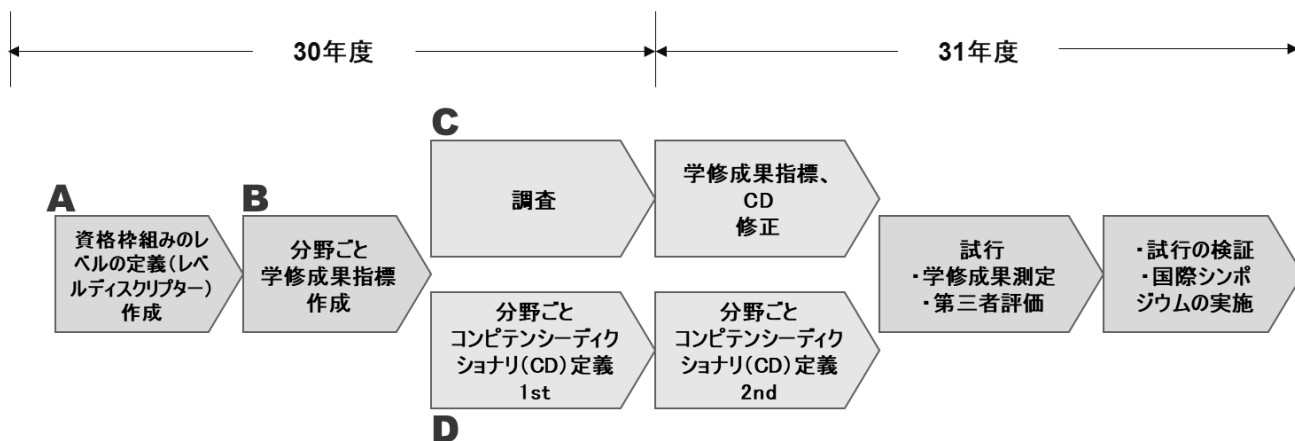 30年度
31年度
A
資格枠組みのレ
ベルの定義（レベ
ルディスクリプター）
作成
B
分野ごと
学修成果指標
作成
C
調査
学修成果指標、
CD
修正
分野ごと
コンピテンシーディク
ショナリ（CD）定義
1st
D
分野ごと
コンピテンシーディク
ショナリ（CD）定義
2nd
試行
・学修成果測定
・第三者評価
・試行の検証
・国際シンポ
ジウムの実施